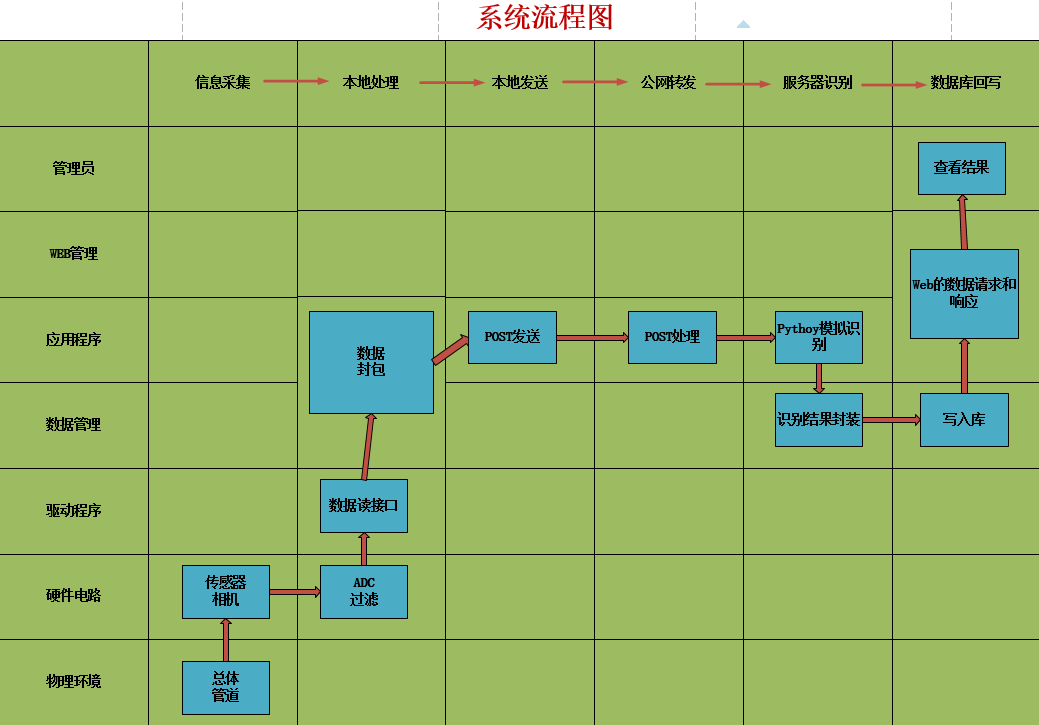 系统流程图
信息采集
本地处理
本地发送
公网转发
服务器识别
数据库回写
管理员
查看结果
WEB管理
Web的数据请求和
响应
应用程序
数据
封包
POST发送
POST处理
Pythoy模拟识
别
数据管理
识别结果封装
写入库
驱动程序
数据读接口
硬件电路
传感器
相机
ADC
过滤
物理环境
总体
管道